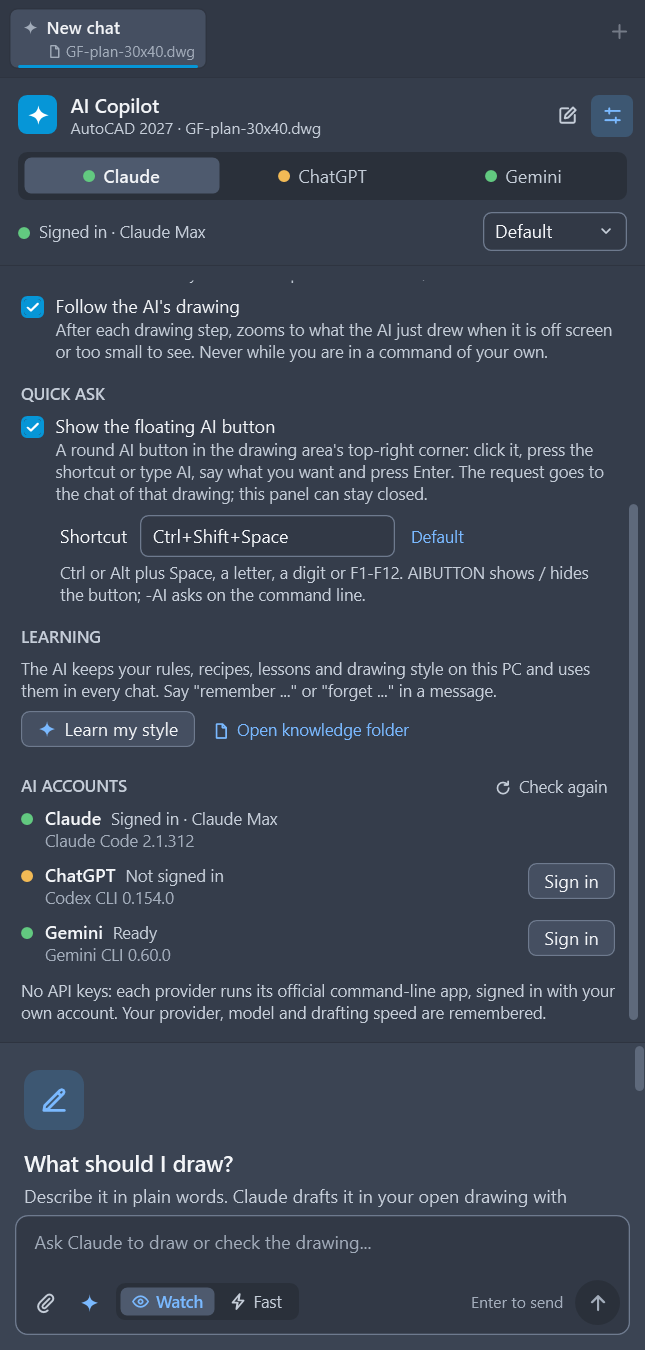 New chat
GF-plan-30x40.dwg
AI Copilot
AutoCAD 2027 · GF-plan-30x40.dwg
Claude
ChatGPT
Gemini
Signed in · Claude Max
Default
Follow the AI's drawing
After each drawing step, zooms to what the AI just drew when it is off screen
or too small to see. Never while you are in a command of your own.
QUICK ASK
Show the floating AI button
A round AI button in the drawing area's top-right corner: click it, press the
shortcut or type AI, say what you want and press Enter. The request goes to
the chat of that drawing; this panel can stay closed.
Shortcut Ctrl+Shift+Space Default
Ctrl or Alt plus Space, a letter, a digit or F1-F12. AIBUTTON shows / hides
the button; -AI asks on the command line.
LEARNING
The AI keeps your rules, recipes, lessons and drawing style on this PC and uses
them in every chat. Say "remember ..." or "forget ..." in a message.
Learn my style Open knowledge folder
AI ACCOUNTS Check again
Claude Signed in · Claude Max
Claude Code 2.1.312
ChatGPT Not signed in Sign in
Codex CLI 0.154.0
Gemini Ready Sign in
Gemini CLI 0.60.0
No API keys: each provider runs its official command-line app, signed in with your
own account. Your provider, model and drafting speed are remembered.
What should I draw?
Describe it in plain words. Claude drafts it in your open drawing with
Ask Claude to draw or check the drawing...
Watch Fast Enter to send